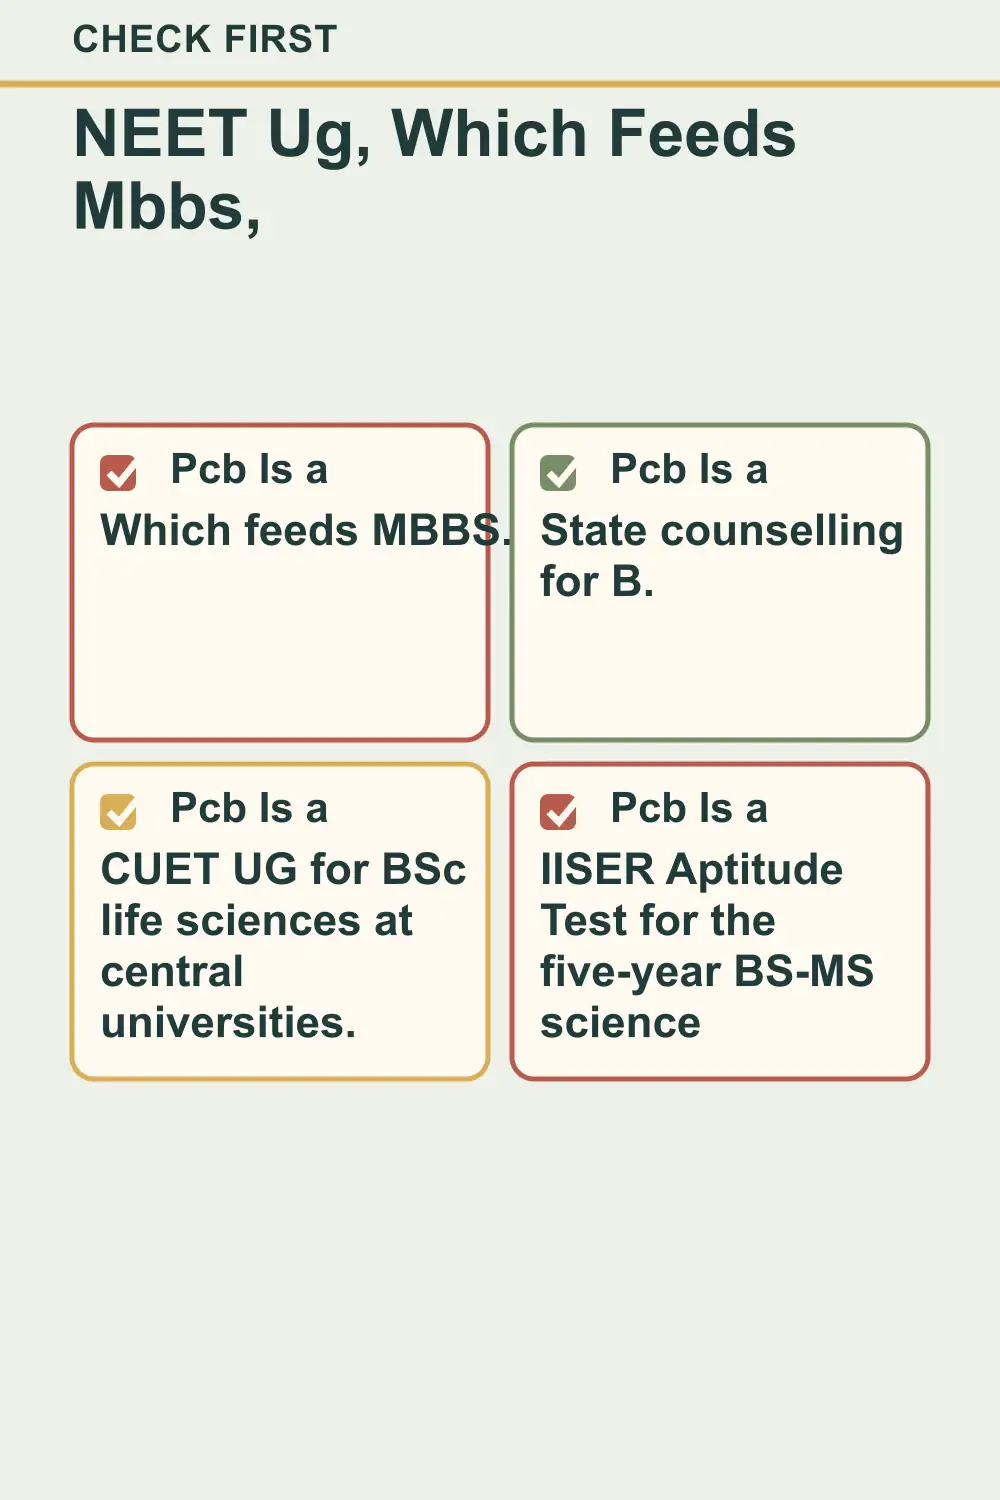 CHECK FIRST
NEET Ug, Which Feeds
Mbbs,
Pcb Is a
Which feeds MBBS.
Pcb Is a
State counselling
for B.
Pcb Is a
CUET UG for BSc
life sciences at
central
universities.
Pcb Is a
IISER Aptitude
Test for the
five-year BS-MS
science